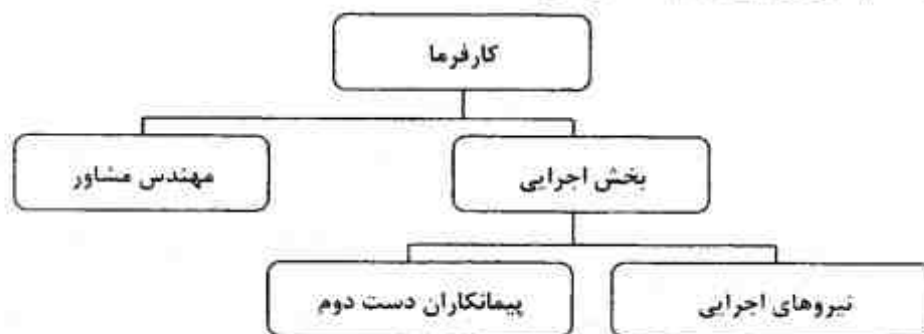 کارفرما
بخش اجرایی
مهندس مشاور
نیروهای اجرایی
پیمانکاران دست دوم